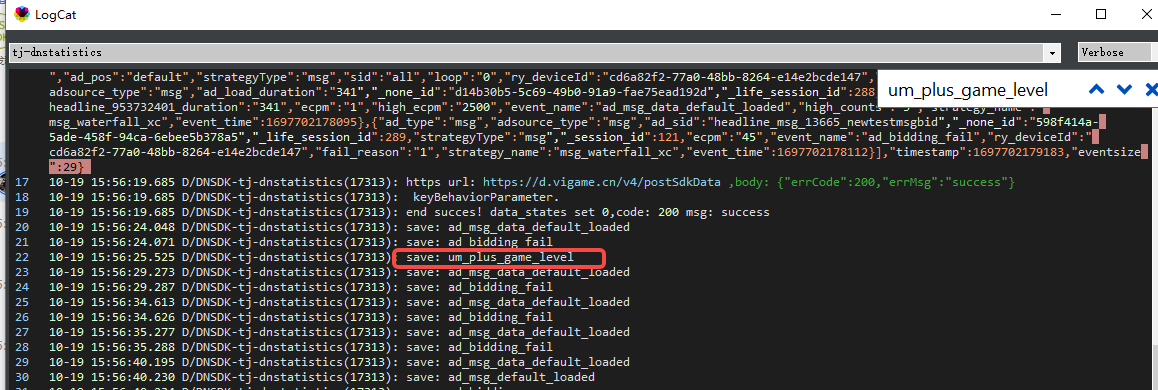 LogCat
tj-dnstatistics
Verbose
","ad_pos":"default","strategyType":"msg","sid":"all","loop":"0","ry_deviceId":"cd6a82f2-77a0-48bb-8264-e14e2bcde147","
adsource_type":"msg","ad_load_duration":"341","_none_id":"d14b30b5-5c69-49b0-91a9-fae75ead192d","_life_session_id":288
um_plus_game_level
headline_953732401_duration":"341","ecpm":"1","high_ecpm":"2500","event_name":"ad_msg_data_default_loaded","high_counts":
msg_waterfall_xc","event_time":1697702178095},{"ad_type":"msg","adsource_type":"msg","ad_sid":"headline_msg_13665_newtestmsgbid","_none_id":"598f414a-
5ade-458f-94ca-6ebee5b378a5","_life_session_id":289,"strategyType":"msg","_session_id":121,"ecpm":"45","event_name":"ad_bidding_fail","ry_deviceId":"
cd6a82f2-77a0-48bb-8264-e14e2bcde147","fail_reason":"1","strategy_name":"msg_waterfall_xc","event_time":1697702178112}],"timestamp":1697702179183,"eventsize
":29}
17 10-19 15:56:19.685 D/DNSDK-tj-dnstatistics(17313): https url: https://d.vigame.cn/v4/postSdkData ,body: {"errCode":200,"errMsg":"success"}
18 10-19 15:56:19.685 D/DNSDK-tj-dnstatistics(17313): keyBehaviorParameter.
19 10-19 15:56:19.685 D/DNSDK-tj-dnstatistics(17313): end succes! data_states set 0,code: 200 msg: success
20 10-19 15:56:24.048 D/DNSDK-tj-dnstatistics(17313): save: ad_msg_data_default_loaded
21 10-19 15:56:24.071 D/DNSDK-tj-dnstatistics(17313): save: ad_bidding_fail
22 10-19 15:56:25.525 D/DNSDK-tj-dnstatistics(17313): save: um_plus_game_level
23 10-19 15:56:29.273 D/DNSDK-tj-dnstatistics(17313): save: ad_msg_data_default_loaded
24 10-19 15:56:29.287 D/DNSDK-tj-dnstatistics(17313): save: ad_bidding_fail
25 10-19 15:56:34.613 D/DNSDK-tj-dnstatistics(17313): save: ad_msg_data_default_loaded
26 10-19 15:56:34.626 D/DNSDK-tj-dnstatistics(17313): save: ad_bidding_fail
27 10-19 15:56:35.277 D/DNSDK-tj-dnstatistics(17313): save: ad_msg_data_default_loaded
28 10-19 15:56:35.288 D/DNSDK-tj-dnstatistics(17313): save: ad_bidding_fail
29 10-19 15:56:40.195 D/DNSDK-tj-dnstatistics(17313): save: ad_msg_data_default_loaded
30 10-19 15:56:40.230 D/DNSDK-tj-dnstatistics(17313): save: ad_msg_default_loaded